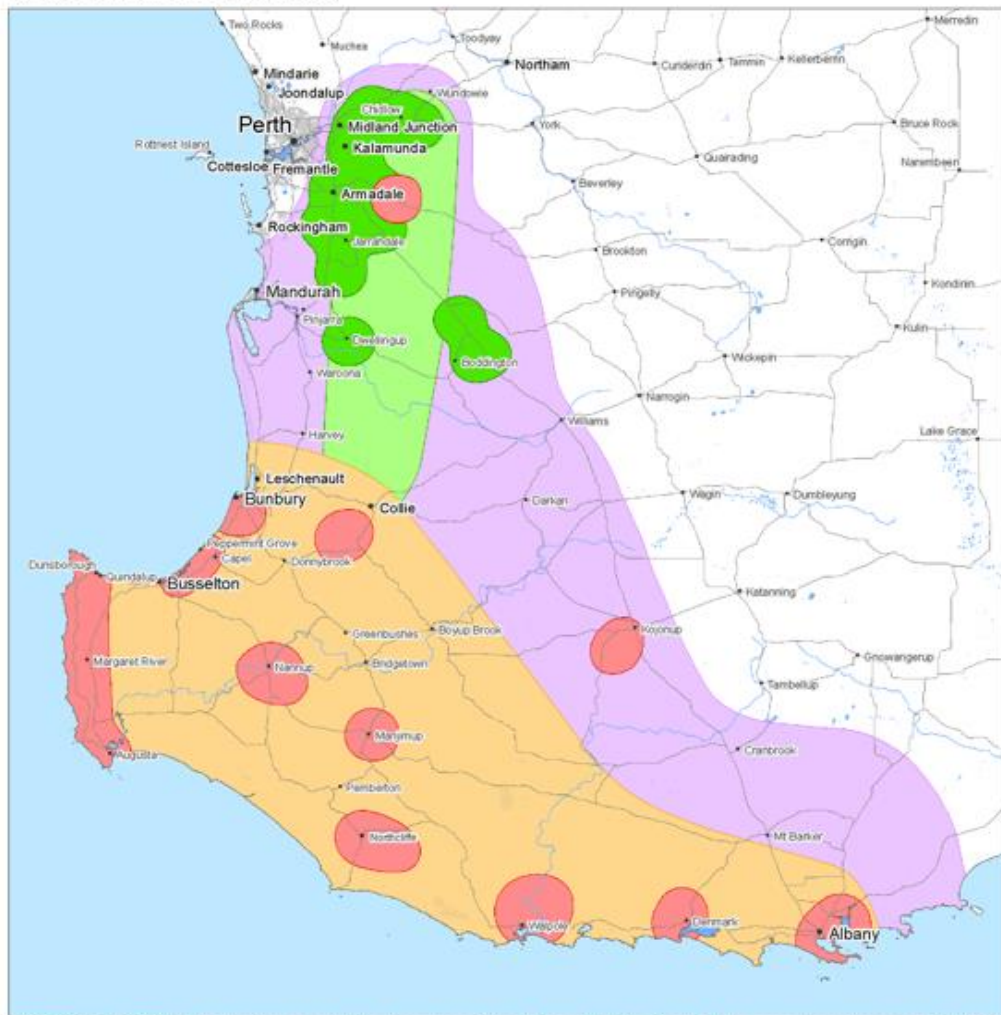 Two Rocks
Muchea
Toodyay
Merredin
Mindarie
Joondalup
Northam
Cunderdin
Tammin
Kellerberrin
Chidlow
Wundowie
Perth
Midland Junction
York
Bruce Rock
Rottnest Island
Kalamunda
Quairading
Narembeen
Cottesloe
Fremantle
Armadale
Beverley
Rockingham
Jarrahdale
Brookton
Corrigin
Mandurah
Pingelly
Kondinin
Pinjarra
Kulin
Dwellingup
Boddington
Wickepin
Waroona
Narrogin
Williams
Harvey
Lake Grace
Leschenault
Bunbury
Collie
Darkan
Wagin
Dumbleyung
Peppermint Grove
Capel
Donnybrook
Dunsborough
Quindalup
Busselton
Katanning
Greenbushes
Boyup Brook
Kojonup
Margaret River
Nannup
Bridgetown
Gnowangerup
Tambellup
Manjimup
Augusta
Cranbrook
Pemberton
Northcliffe
Mt Barker
Walpole
Denmark
Albany